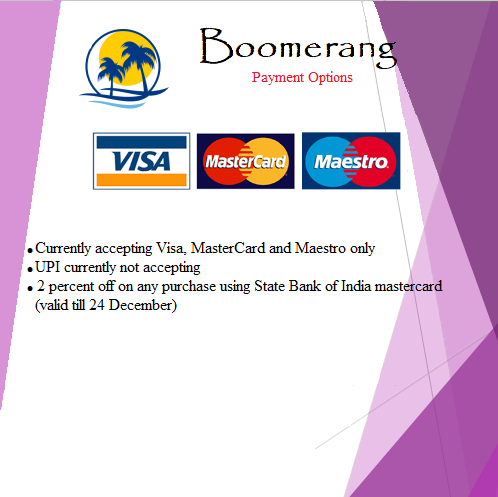 Boomerang
Payment Options
VISA
MasterCard
Maestro
Currently accepting Visa, MasterCard and Maestro only
UPI currently not accepting
2 percent off on any purchase using State Bank of India mastercard
(valid till 24 December)